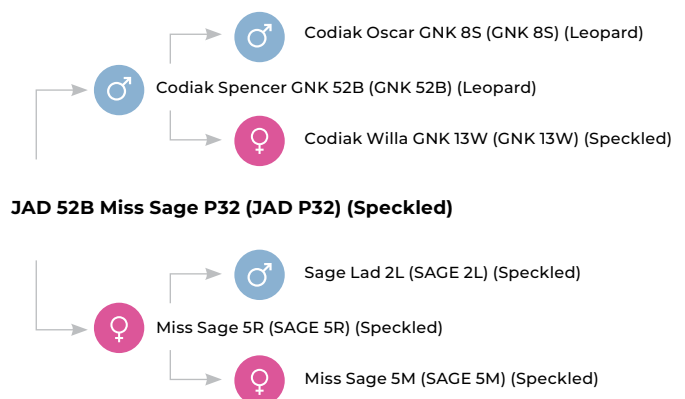 Codiak Oscar GNK 8S (GNK 8S) (Leopard)
Codiak Spencer GNK 52B (GNK 52B) (Leopard)
Codiak Willa GNK 13W (GNK 13W) (Speckled)
JAD 52B Miss Sage P32 (JAD P32) (Speckled)
Sage Lad 2L (SAGE 2L) (Speckled)
Miss Sage 5R (SAGE 5R) (Speckled)
Miss Sage 5M (SAGE 5M) (Speckled)